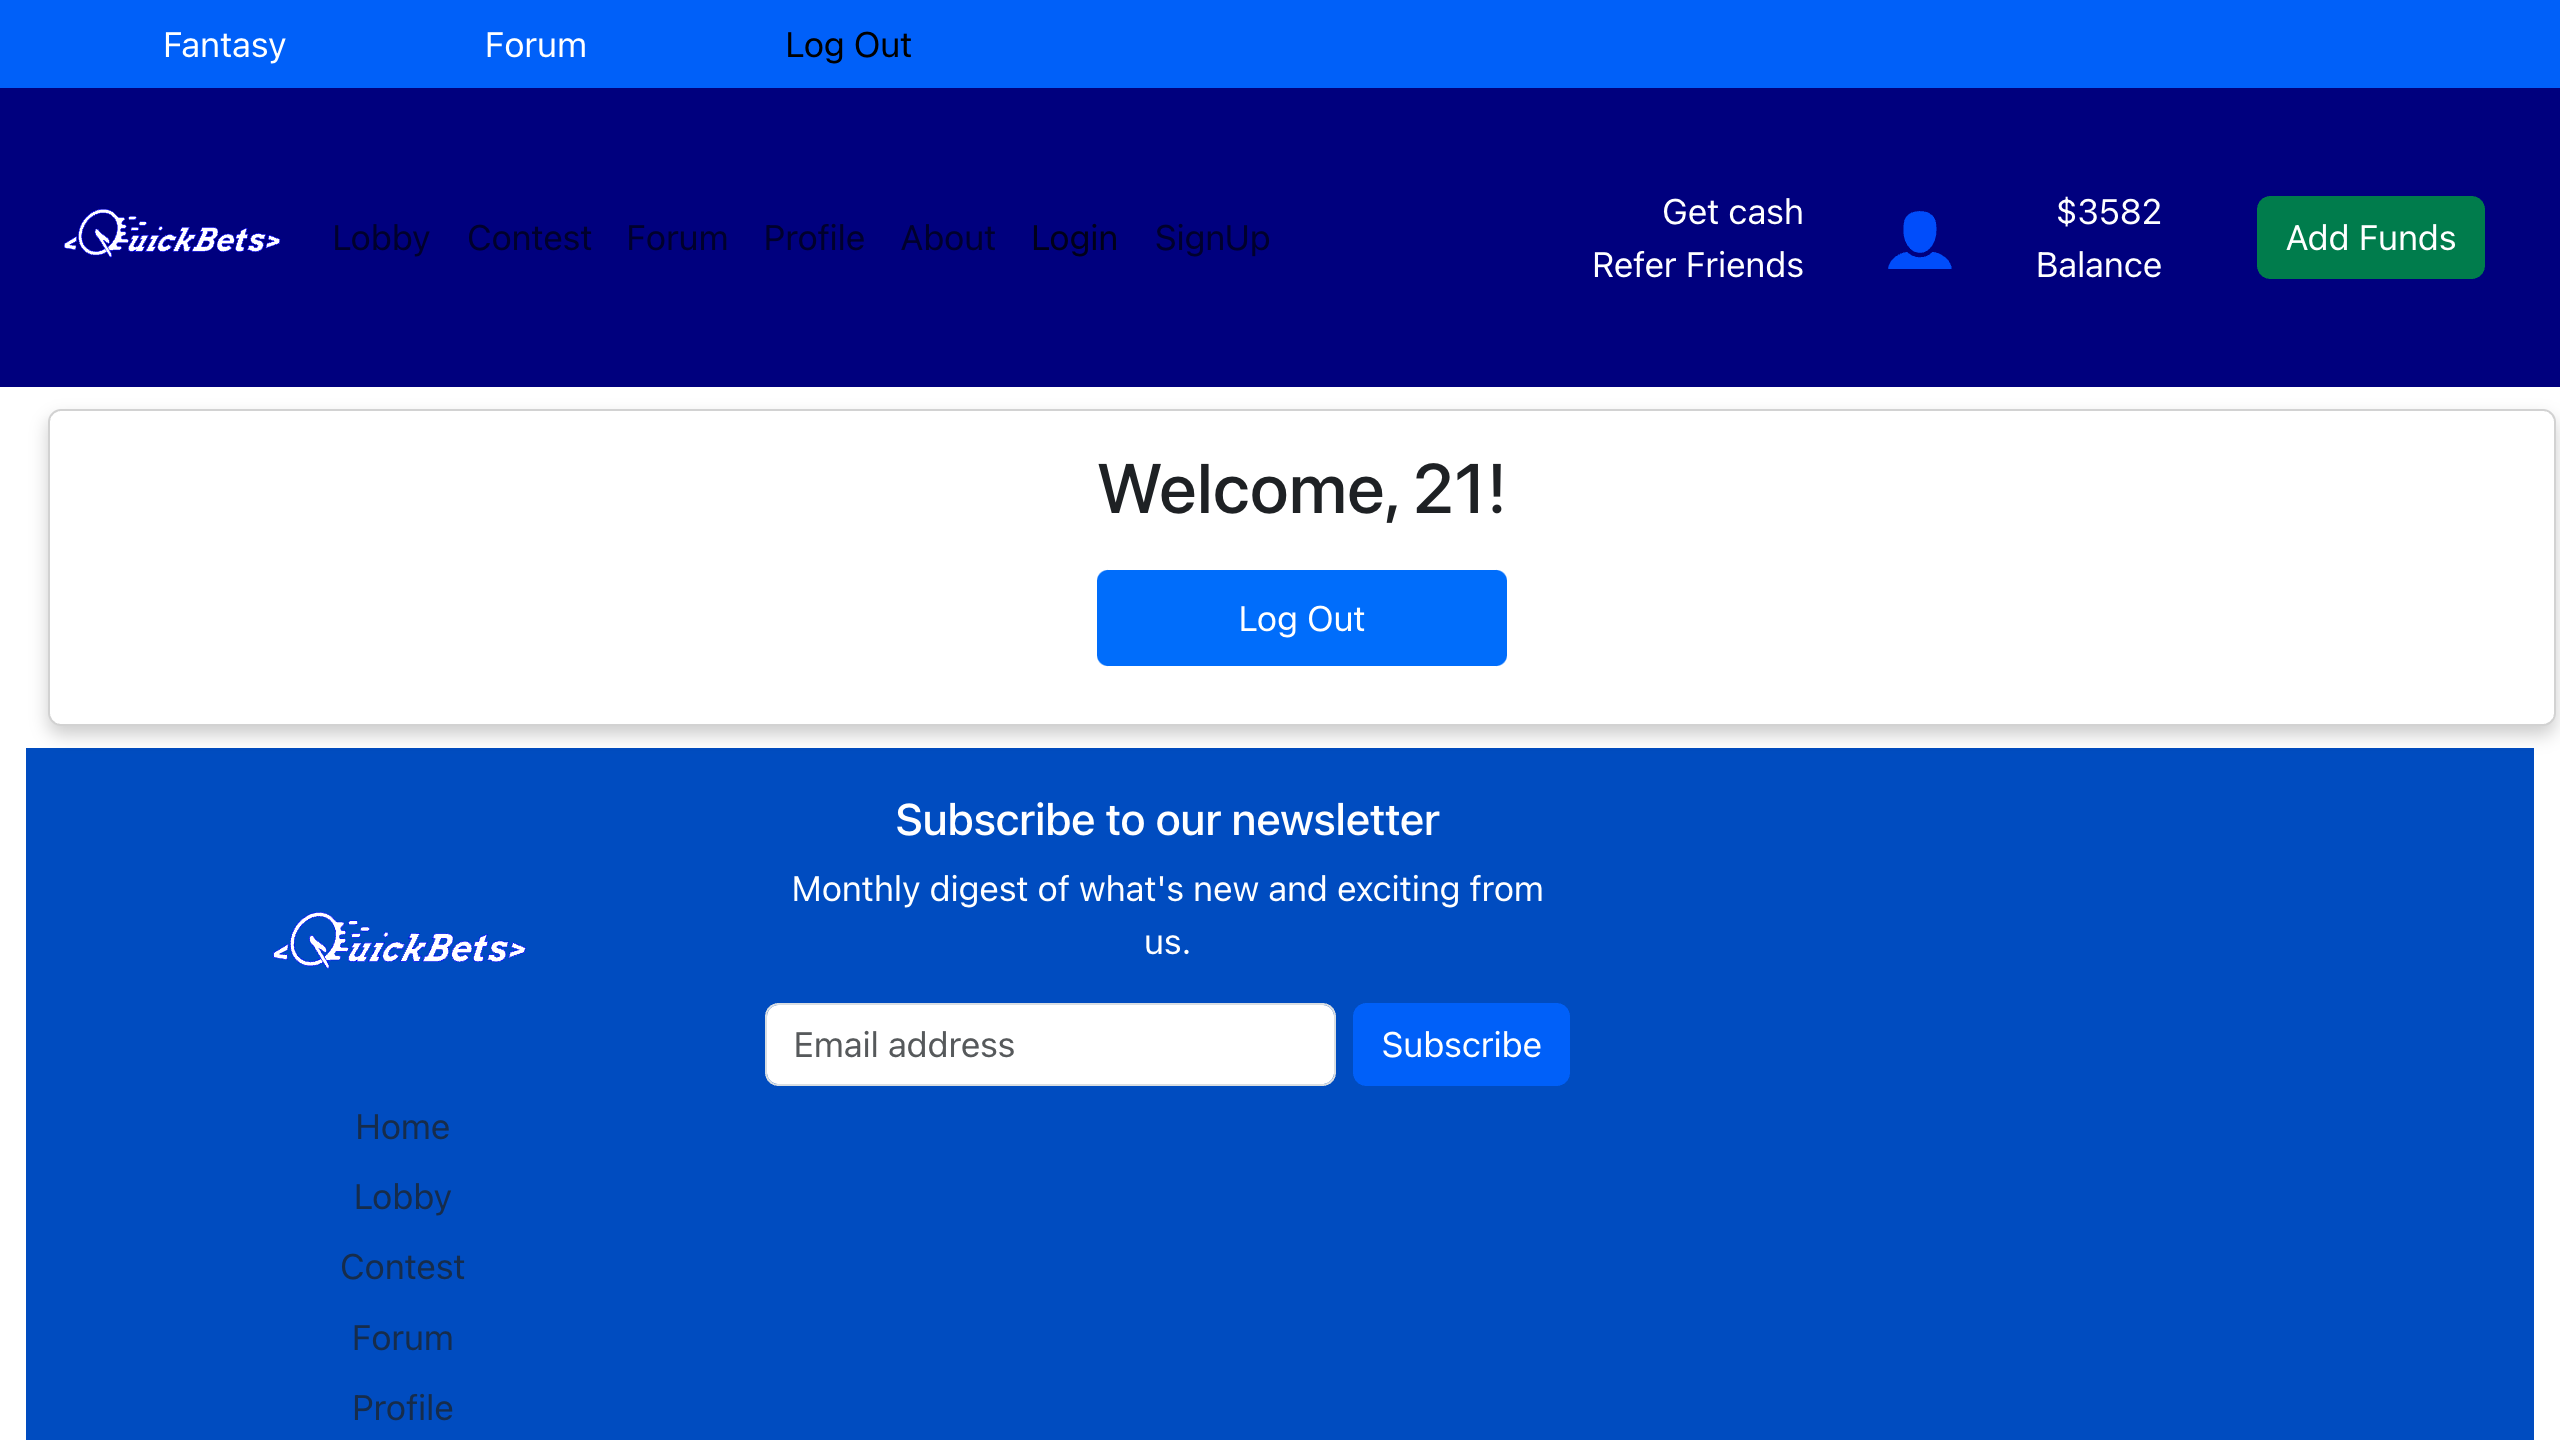 Fantasy Forum Log Out
<QuickBets> Lobby Contest Forum Profile About Login SignUp
Get cash
Refer Friends
$3582
Balance
Add Funds
Welcome, 21!
Log Out
<QuickBets>
Home
Lobby
Contest
Forum
Profile
Subscribe to our newsletter
Monthly digest of what's new and exciting from
us.
Email address Subscribe